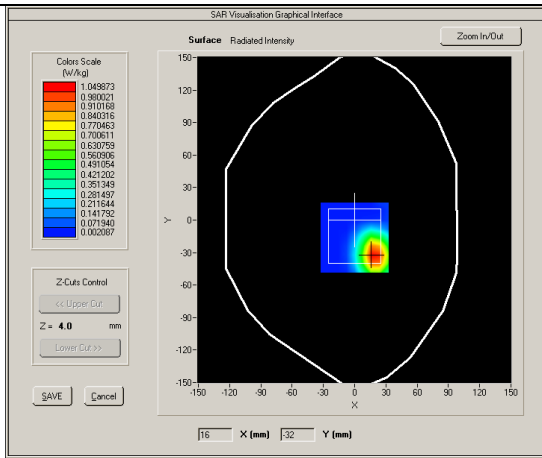 SAR Visualisation Graphical Interface
Surface Radiated Intensity
Zoom In/Out
Colors Scale
(W/kg)
1.049873
0.980021
0.910168
0.840316
0.770463
0.700611
0.630759
0.560906
0.491054
0.421202
0.351349
0.281497
0.211644
0.141792
0.071940
0.002087
Z-Cuts Control
<< Upper Cut
Z = 4.0 mm
Lower Cut >>
SAVE Cancel
150
120
90
60
30
0
-30
-60
-90
-120
-150
Y
-150 -120 -90 -60 -30 0 30 60 90 120 150
X
16 X (mm) -32 Y (mm)